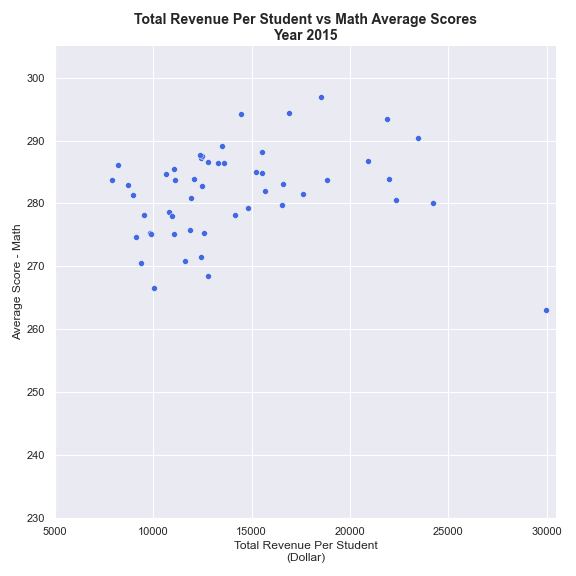 Total Revenue Per Student vs Math Average Scores
Year 2015
300
290
280
270
260
250
240
230
Average Score - Math
5000 10000 15000 20000 25000 30000
Total Revenue Per Student
(Dollar)